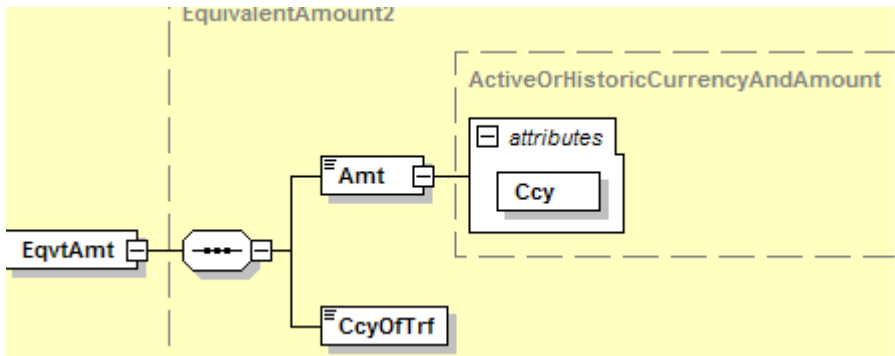 EquivalentAmount2
ActiveOrHistoricCurrencyAndAmount
attributes
Amt
Ccy
EqvtAmt
CcyOfTrf